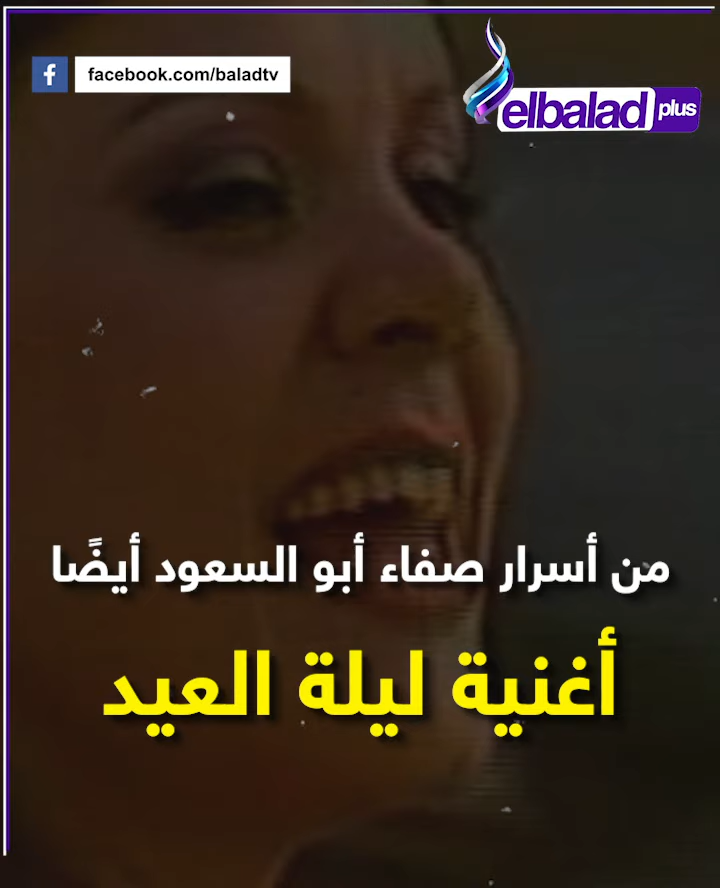 facebook.com/baladtv
elbalad plus
من أسرار صفاء أبو السعود أيضًا
أغنية ليلة العيد